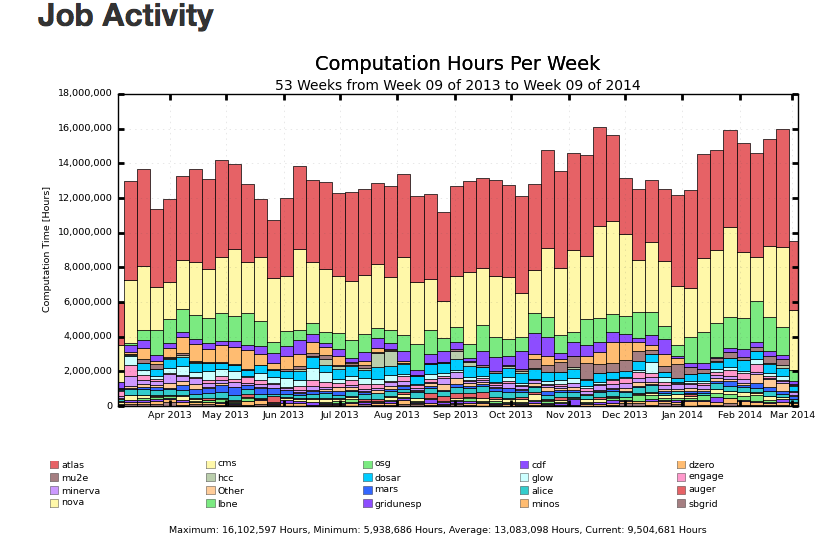 Job Activity
Computation Hours Per Week
53 Weeks from Week 09 of 2013 to Week 09 of 2014
Computation Time [Hours]
18,000,000
16,000,000
14,000,000
12,000,000
10,000,000
8,000,000
6,000,000
4,000,000
2,000,000
0
Apr 2013 May 2013 Jun 2013 Jul 2013 Aug 2013 Sep 2013 Oct 2013 Nov 2013 Dec 2013 Jan 2014 Feb 2014 Mar 2014
atlas cms osg cdf dzero
mu2e hcc dosar glow engage
minerva Other mars alice auger
nova lbne gridunesp minos sbgrid
Maximum: 16,102,597 Hours, Minimum: 5,938,686 Hours, Average: 13,083,098 Hours, Current: 9,504,681 Hours